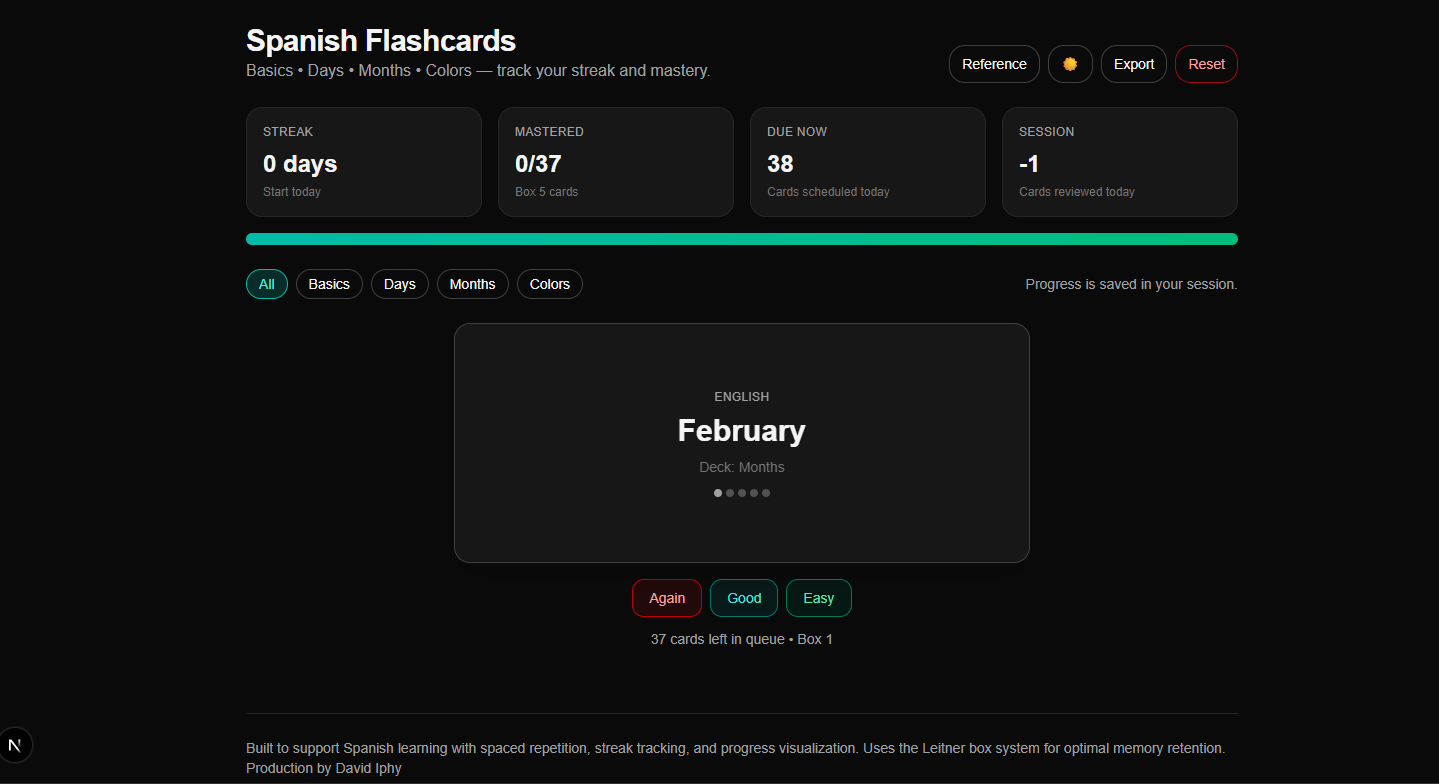 Spanish Flashcards
Basics • Days • Months • Colors — track your streak and mastery.
Reference
Export
Reset
STREAK
0 days
Start today
MASTERED
0/37
Box 5 cards
DUE NOW
38
Cards scheduled today
SESSION
-1
Cards reviewed today
All
Basics
Days
Months
Colors
Progress is saved in your session.
ENGLISH
February
Deck: Months
Again
Good
Easy
37 cards left in queue • Box 1
N
Built to support Spanish learning with spaced repetition, streak tracking, and progress visualization. Uses the Leitner box system for optimal memory retention.
Production by David Iphy